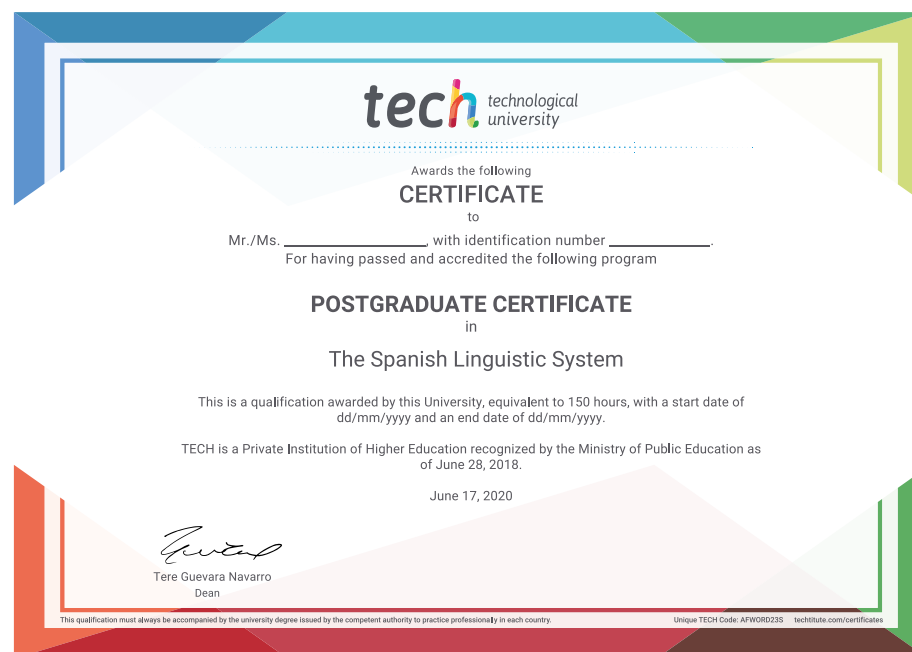 tech technological
university
Awards the following
CERTIFICATE
to
Mr./Ms. ____________________, with identification number ______________.
For having passed and accredited the following program
POSTGRADUATE CERTIFICATE
in
The Spanish Linguistic System
This is a qualification awarded by this University, equivalent to 150 hours, with a start date of
dd/mm/yyyy and an end date of dd/mm/yyyy.
TECH is a Private Institution of Higher Education recognized by the Ministry of Public Education as
of June 28, 2018.
June 17, 2020
Tere Guevara Navarro
Dean
This qualification must always be accompanied by the university degree issued by the competent authority to practice professionally in each country.
Unique TECH Code: AFWORD23S techtitute.com/certificates